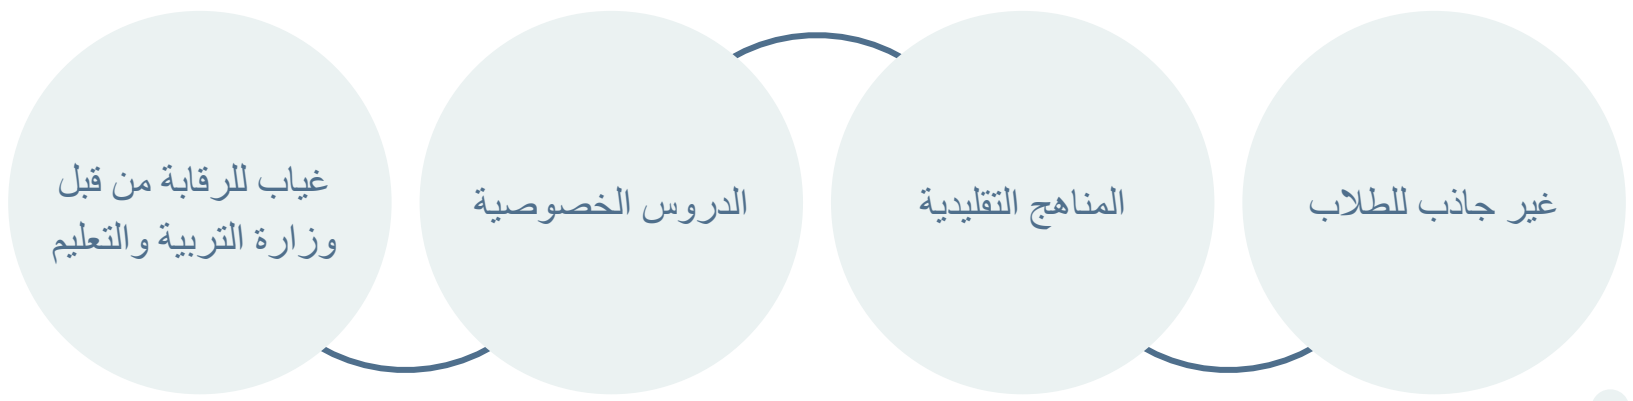 غير جاذب للطلاب
المناهج التقليدية
الدروس الخصوصية
غياب للرقابة من قبل
وزارة التربية والتعليم